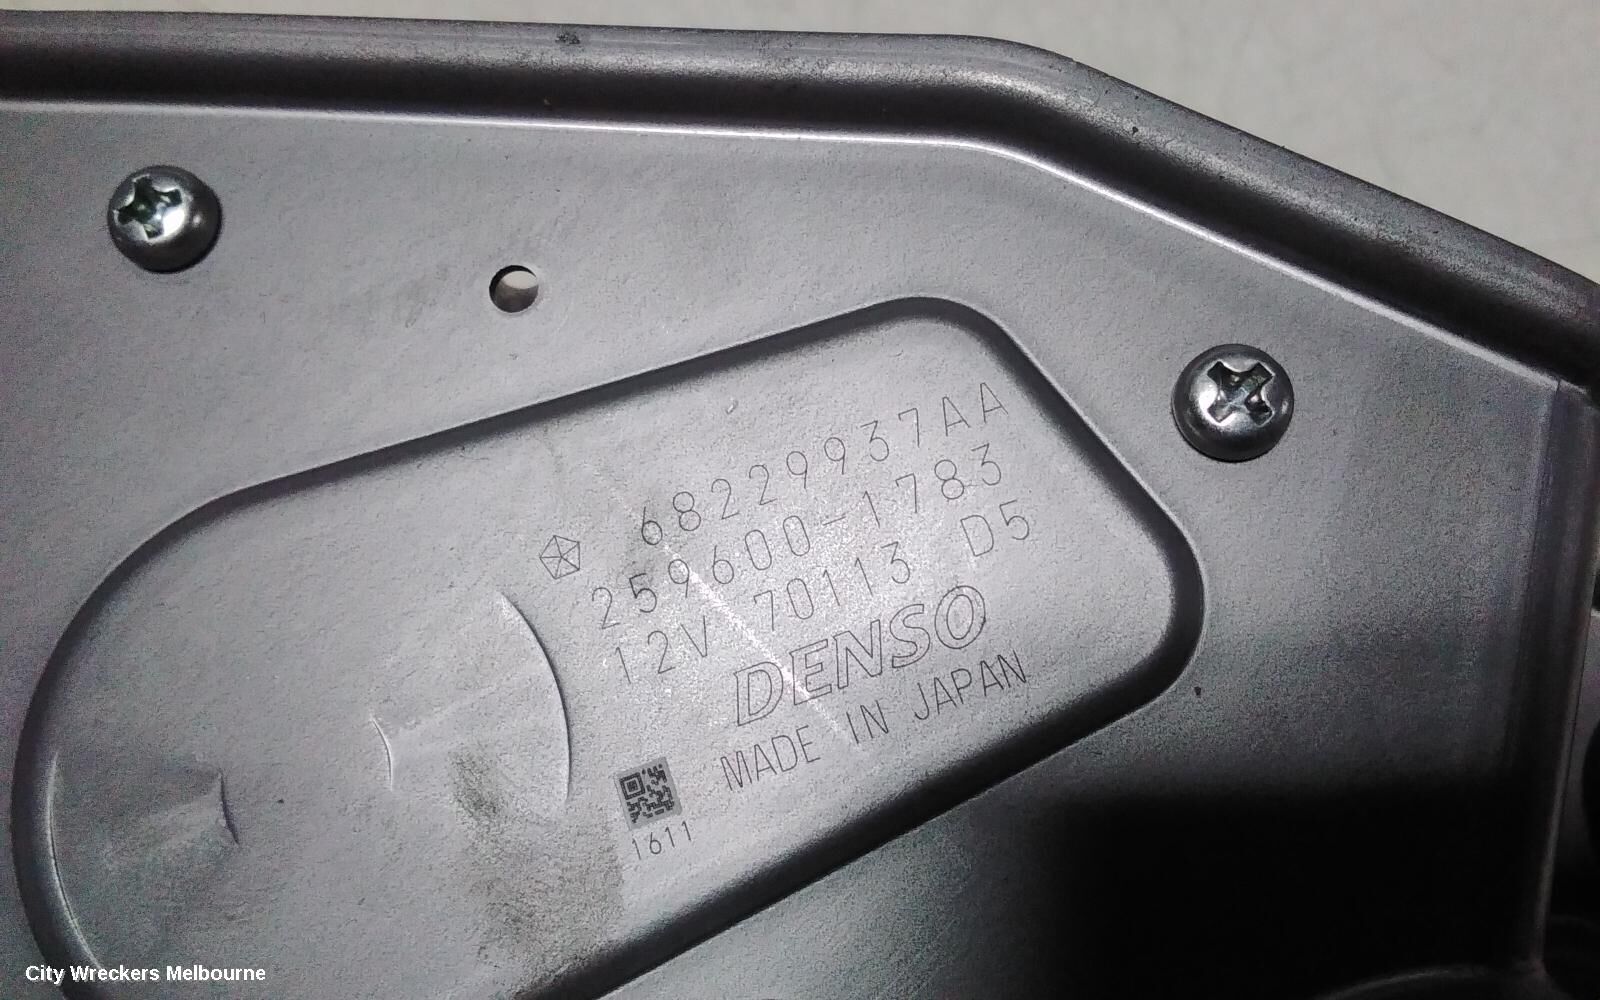 68229937AA
259600-1783
12V 70113 D5
DENSO
MADE IN JAPAN
1611
City Wreckers Melbourne